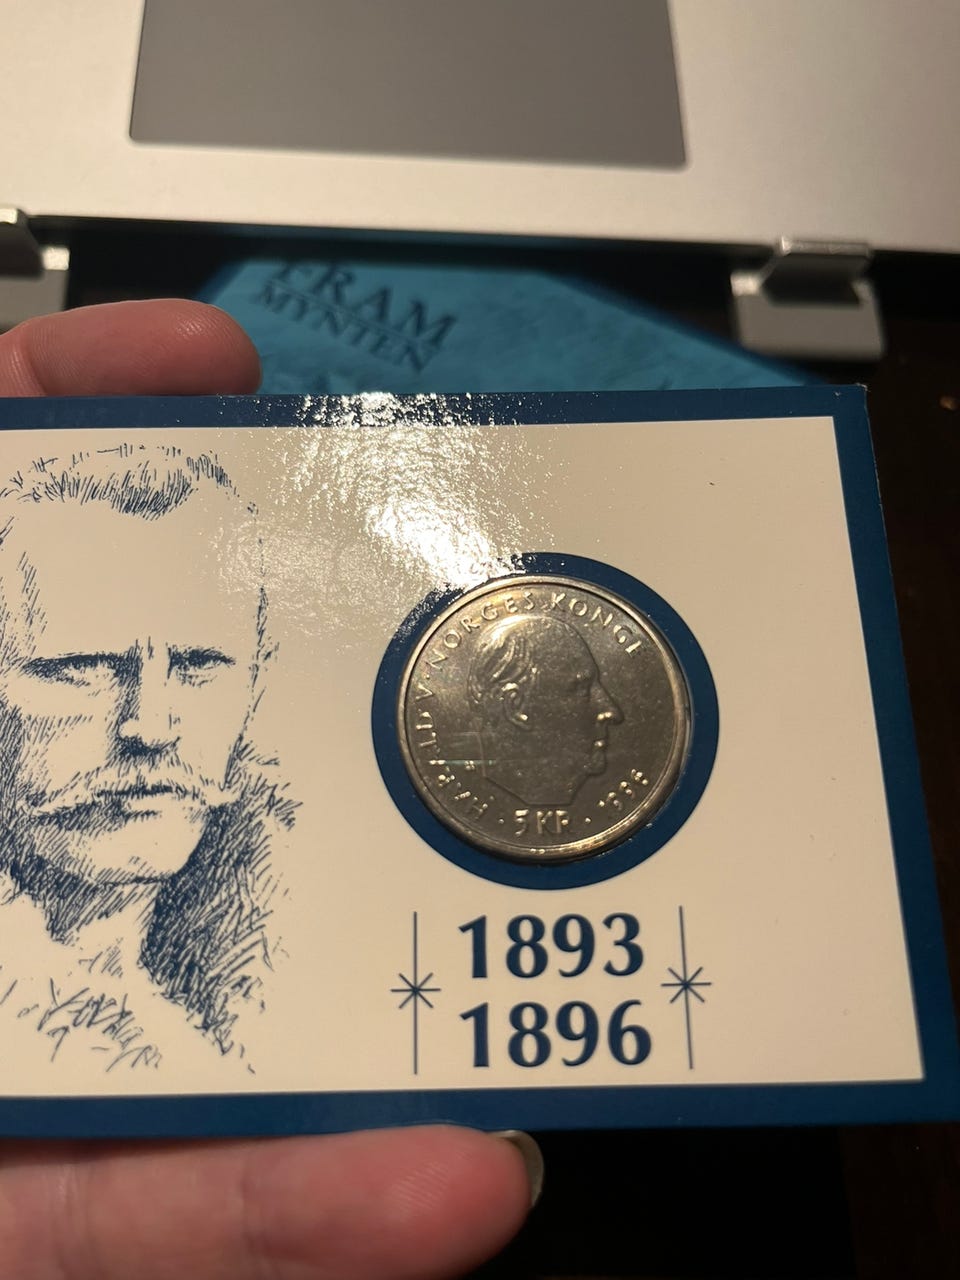 FRAM
MYNTEN
HARALD V · NORGES KONGE
· 5 KR · 1996
1893
1896